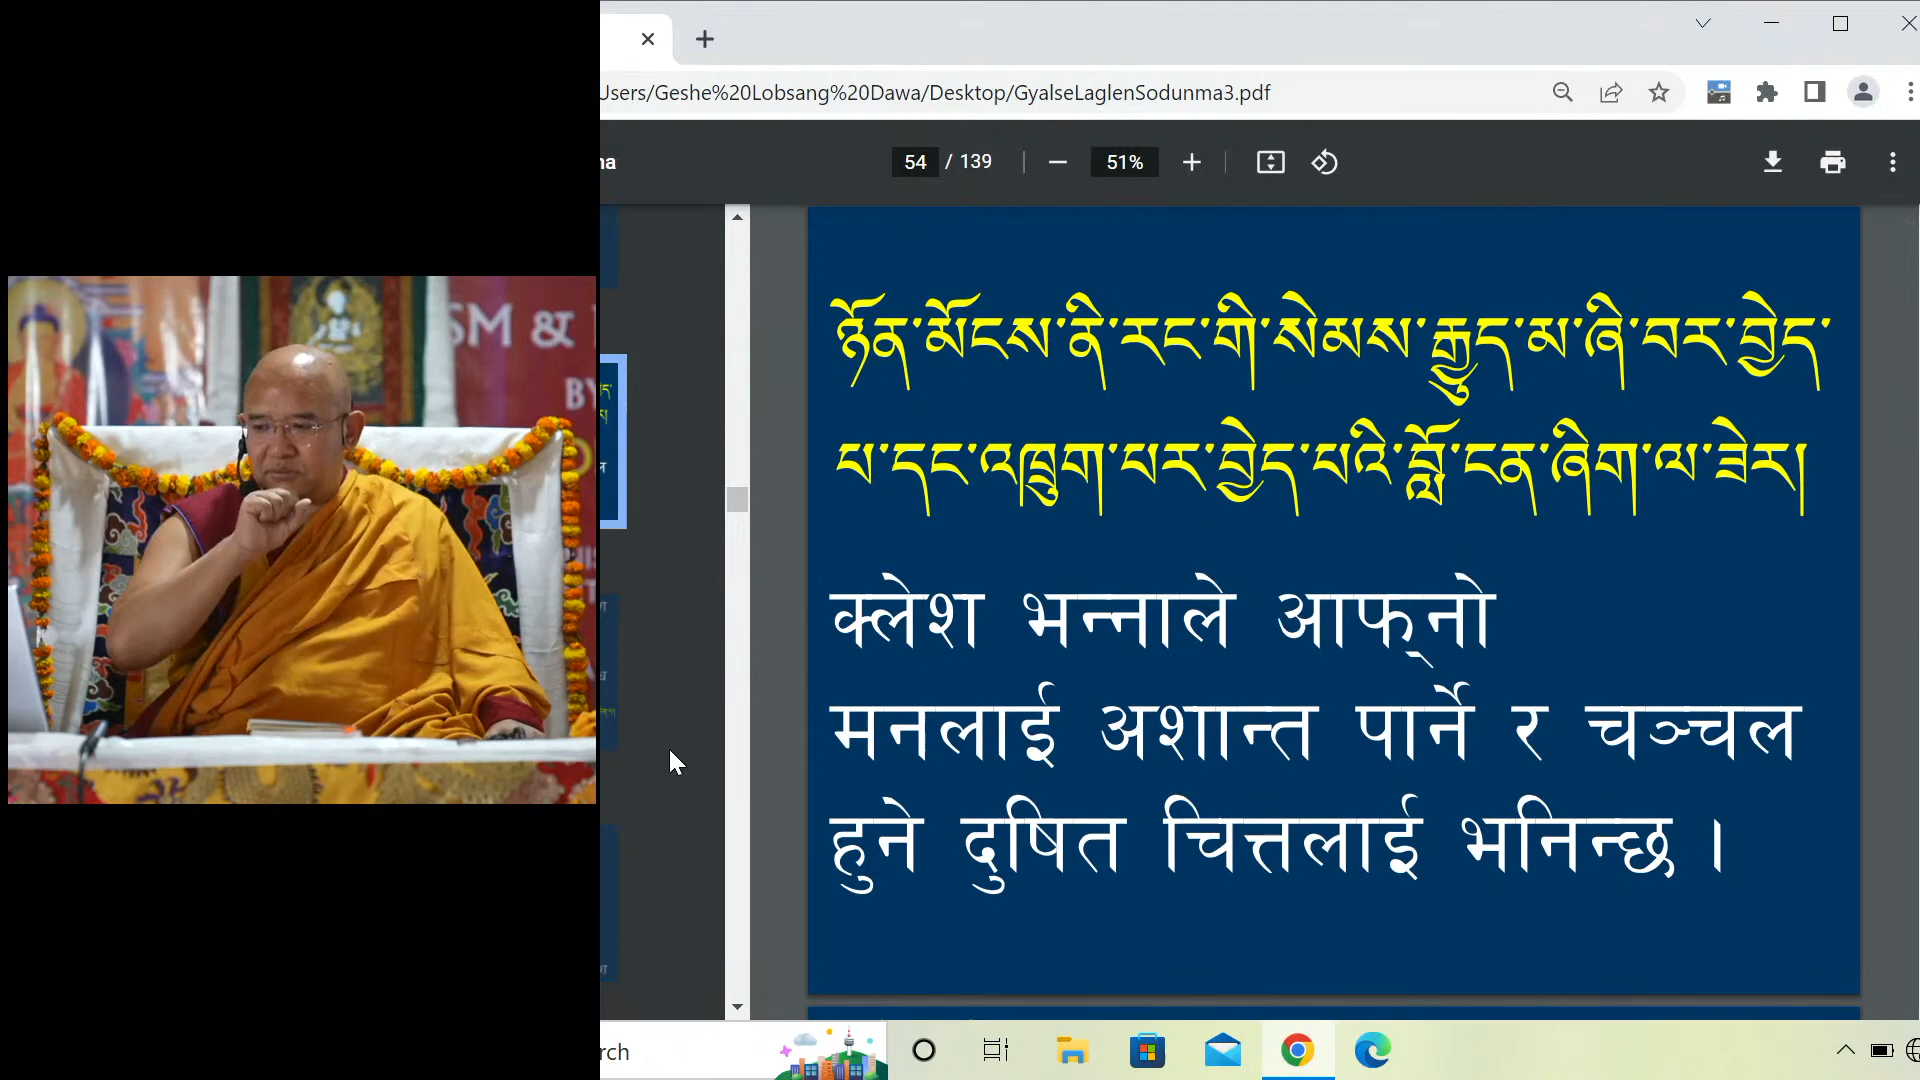 Users/Geshe%20Lobsang%20Dawa/Desktop/GyalseLaglenSodunma3.pdf
na
54 / 139
51%
SM &
BY
ཉོན་མོངས་ནི་རང་གི་སེམས་རྒྱུད་མ་ཞི་བར་བྱེད་
པ་དང་འཁྲུག་པར་བྱེད་པའི་བློ་ངན་ཞིག་ལ་ཟེར།
क्लेश भन्नाले आफ्‌नो
मनलाई अशान्त पार्ने र चञ्चल
हुने दुषित चित्तलाई भनिन्छ ।
rch